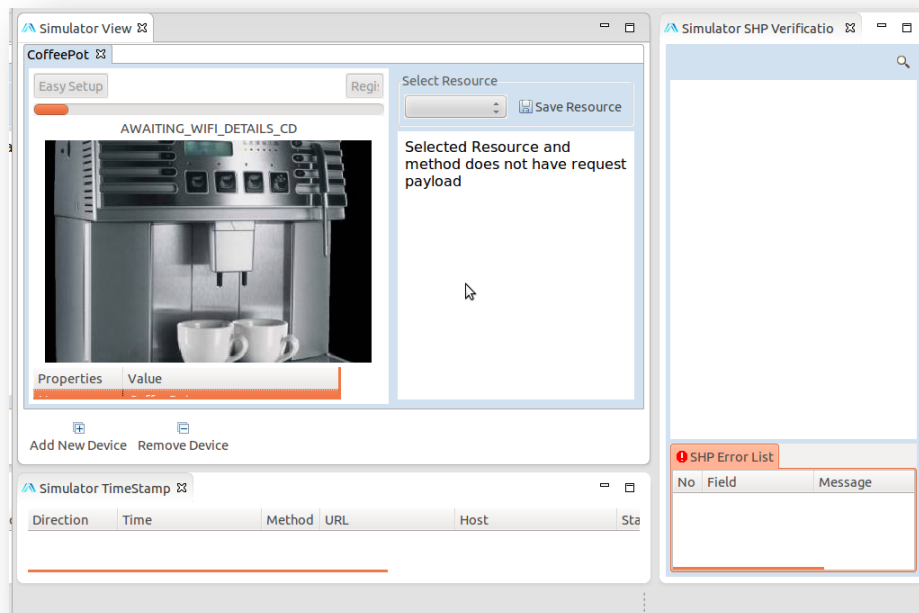 Simulator View
CoffeePot
Easy Setup
Regi
AWAITING_WIFI_DETAILS_CD
Properties Value
Select Resource
Save Resource
Selected Resource and
method does not have request
payload
Add New Device Remove Device
Simulator TimeStamp
Direction Time Method URL Host Sta
Simulator SHP Verificatio
SHP Error List
No Field Message